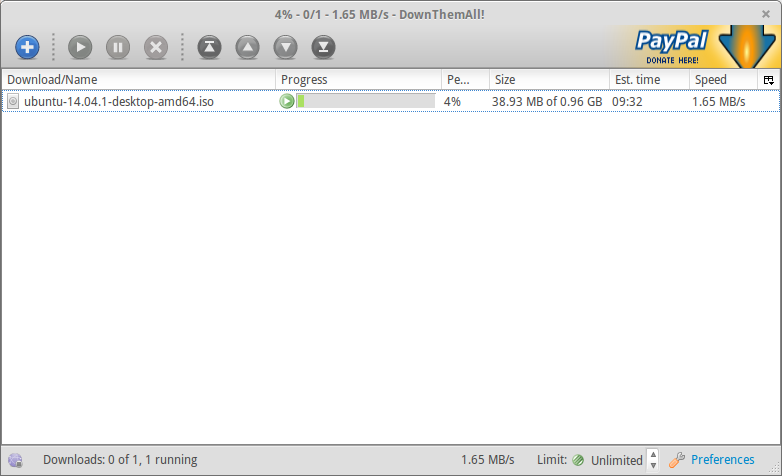 4% - 0/1 - 1.65 MB/s - DownThemAll!
PayPal
DONATE HERE!
Download/Name Progress Pe... Size Est. time Speed
ubuntu-14.04.1-desktop-amd64.iso 4% 38.93 MB of 0.96 GB 09:32 1.65 MB/s
Downloads: 0 of 1, 1 running 1.65 MB/s Limit: Unlimited Preferences